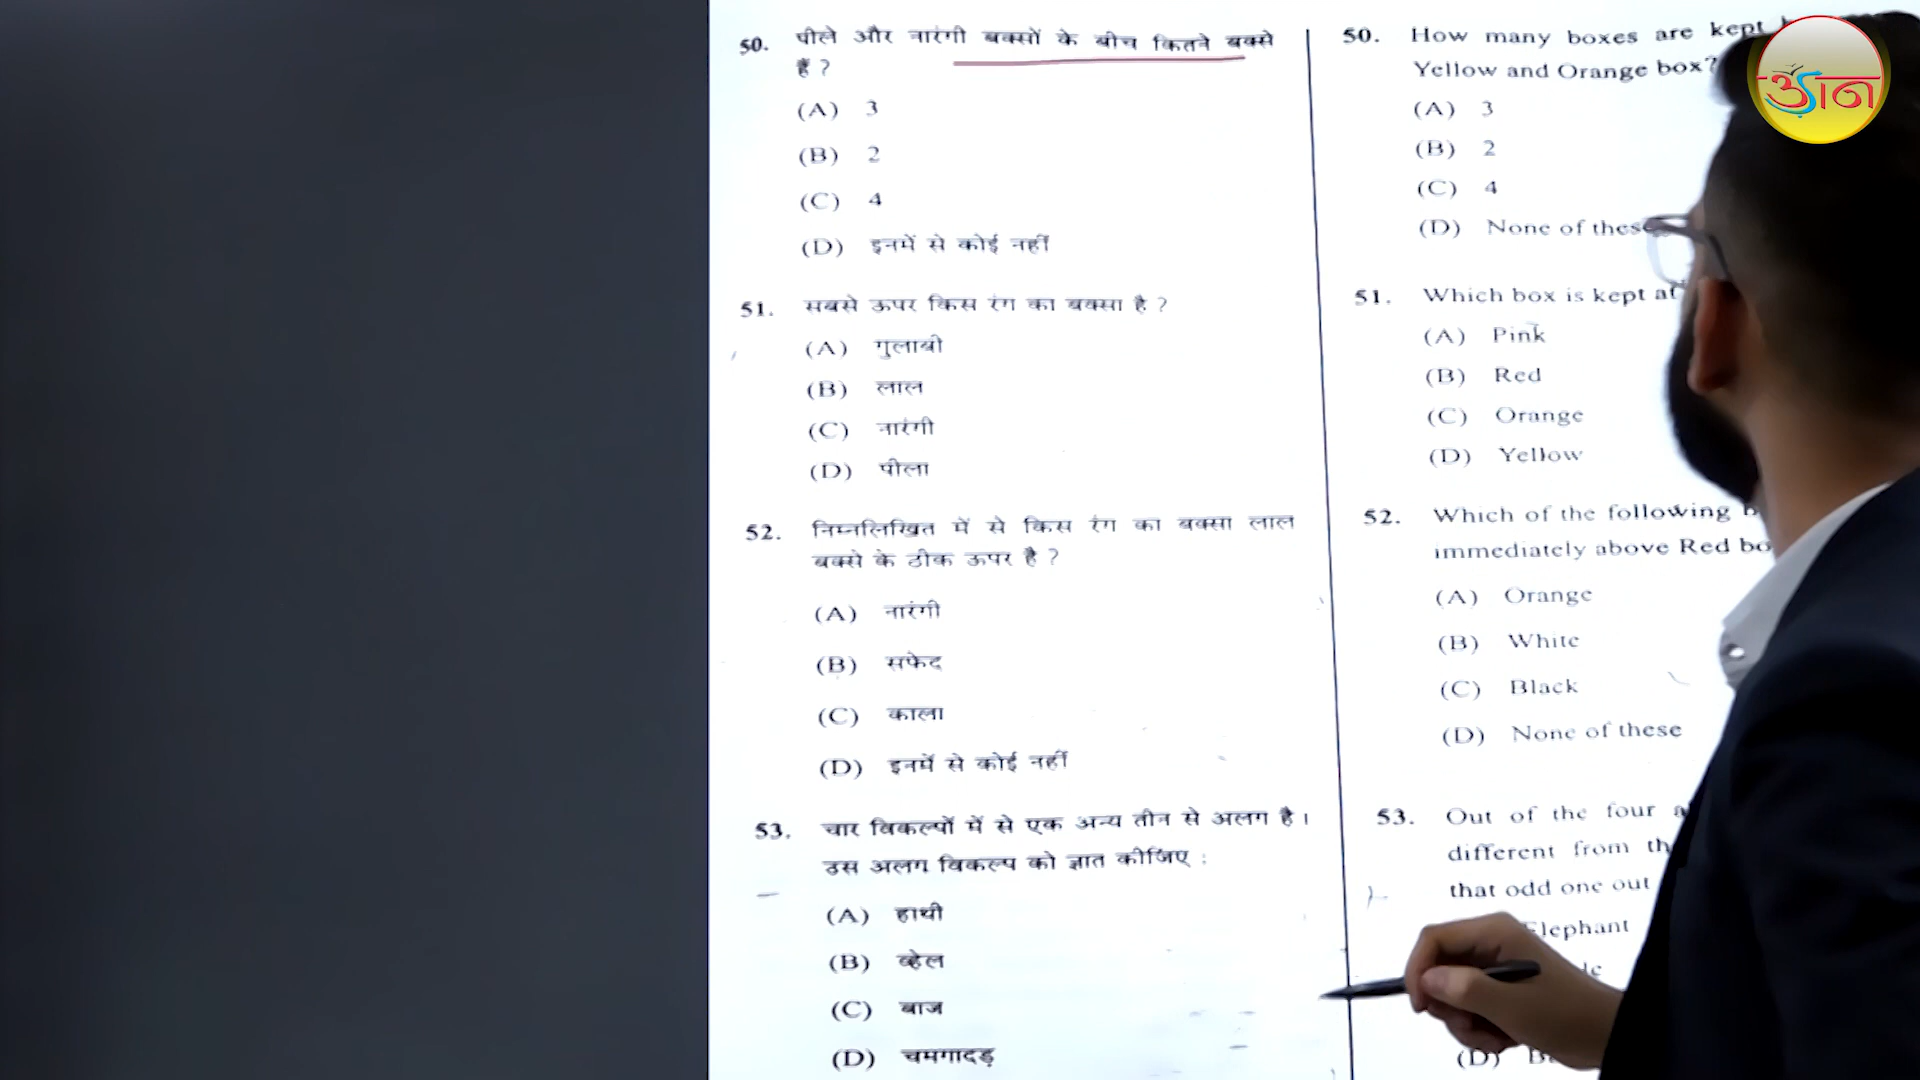 50. पीले और नारंगी बक्सों के बीच कितने बक्से
हैं ?
(A) 3
(B) 2
(C) 4
(D) इनमें से कोई नहीं
51. सबसे ऊपर किस रंग का बक्सा है ?
(A) गुलाबी
(B) लाल
(C) नारंगी
(D) पीला
52. निम्नलिखित में से किस रंग का बक्सा लाल
बक्से के ठीक ऊपर है ?
(A) नारंगी
(B) सफेद
(C) काला
(D) इनमें से कोई नहीं
53. चार विकल्पों में से एक अन्य तीन से अलग है।
उस अलग विकल्प को ज्ञात कीजिए :
(A) हाथी
(B) व्हेल
(C) बाज
(D) चमगादड़
50. How many boxes are kept
Yellow and Orange box?
(A) 3
(B) 2
(C) 4
(D) None of these
51. Which box is kept at
(A) Pink
(B) Red
(C) Orange
(D) Yellow
52. Which of the following
immediately above Red
(A) Orange
(B) White
(C) Black
(D) None of these
53. Out of the four
different from
that odd one out
Elephant
(D)
उड़ान